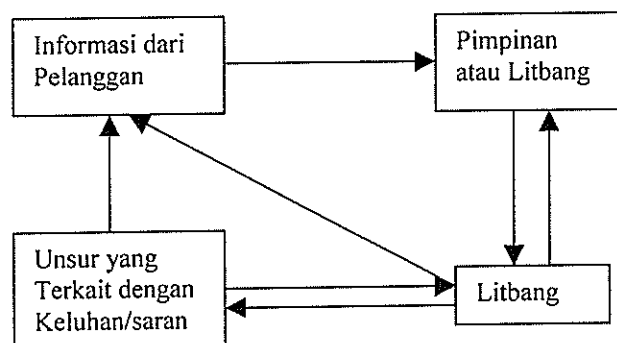 Informasi dari
Pelanggan
Pimpinan
atau Litbang
Unsur yang
Terkait dengan
Keluhan/saran
Litbang